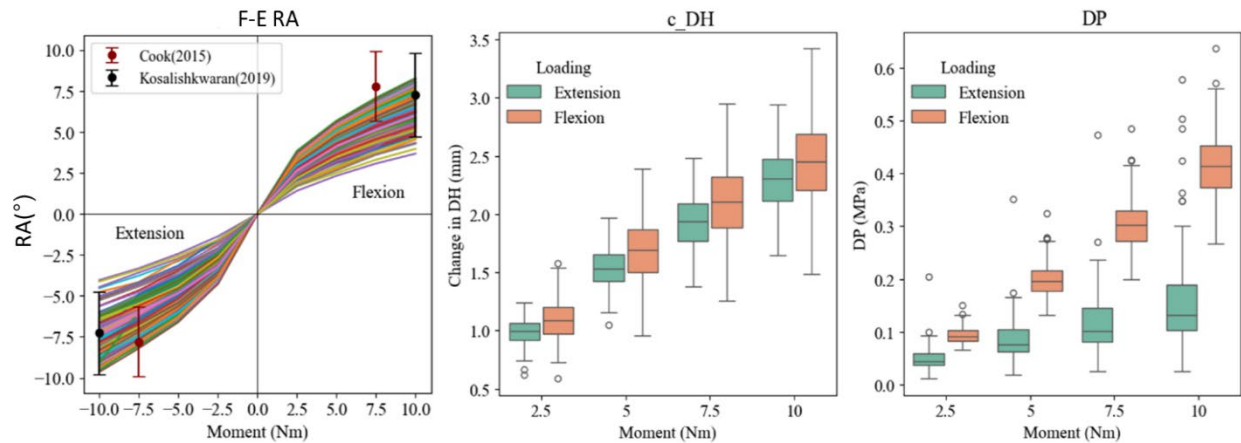 F-E RA
10.0
7.5
5.0
2.5
0.0
−2.5
−5.0
−7.5
−10.0
RA(°)
Cook(2015)
Kosalishkwaran(2019)
Flexion
Extension
−10.0 −7.5 −5.0 −2.5 0.0 2.5 5.0 7.5 10.0
Moment (Nm)
c_DH
3.5
3.0
2.5
2.0
1.5
1.0
0.5
Change in DH (mm)
Loading
Extension
Flexion
2.5 5 7.5 10
Moment (Nm)
DP
0.6
0.5
0.4
0.3
0.2
0.1
0.0
DP (MPa)
Loading
Extension
Flexion
2.5 5 7.5 10
Moment (Nm)